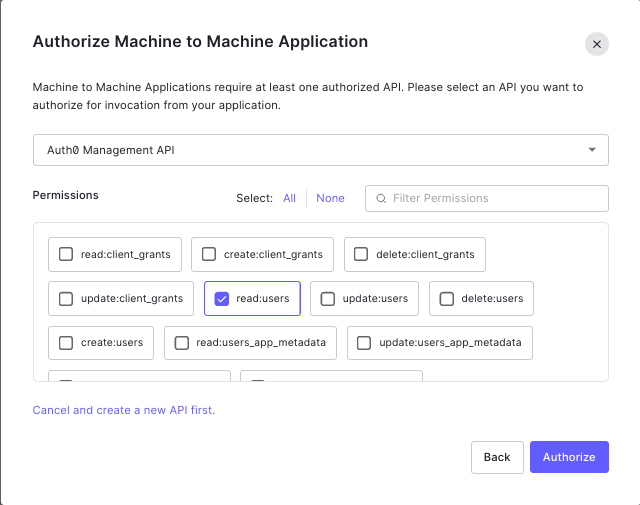 Authorize Machine to Machine Application
Machine to Machine Applications require at least one authorized API. Please select an API you want to
authorize for invocation from your application.
Auth0 Management API
Permissions Select: All None Filter Permissions
read:client_grants create:client_grants delete:client_grants
update:client_grants read:users update:users delete:users
create:users read:users_app_metadata update:users_app_metadata
Cancel and create a new API first.
Back Authorize